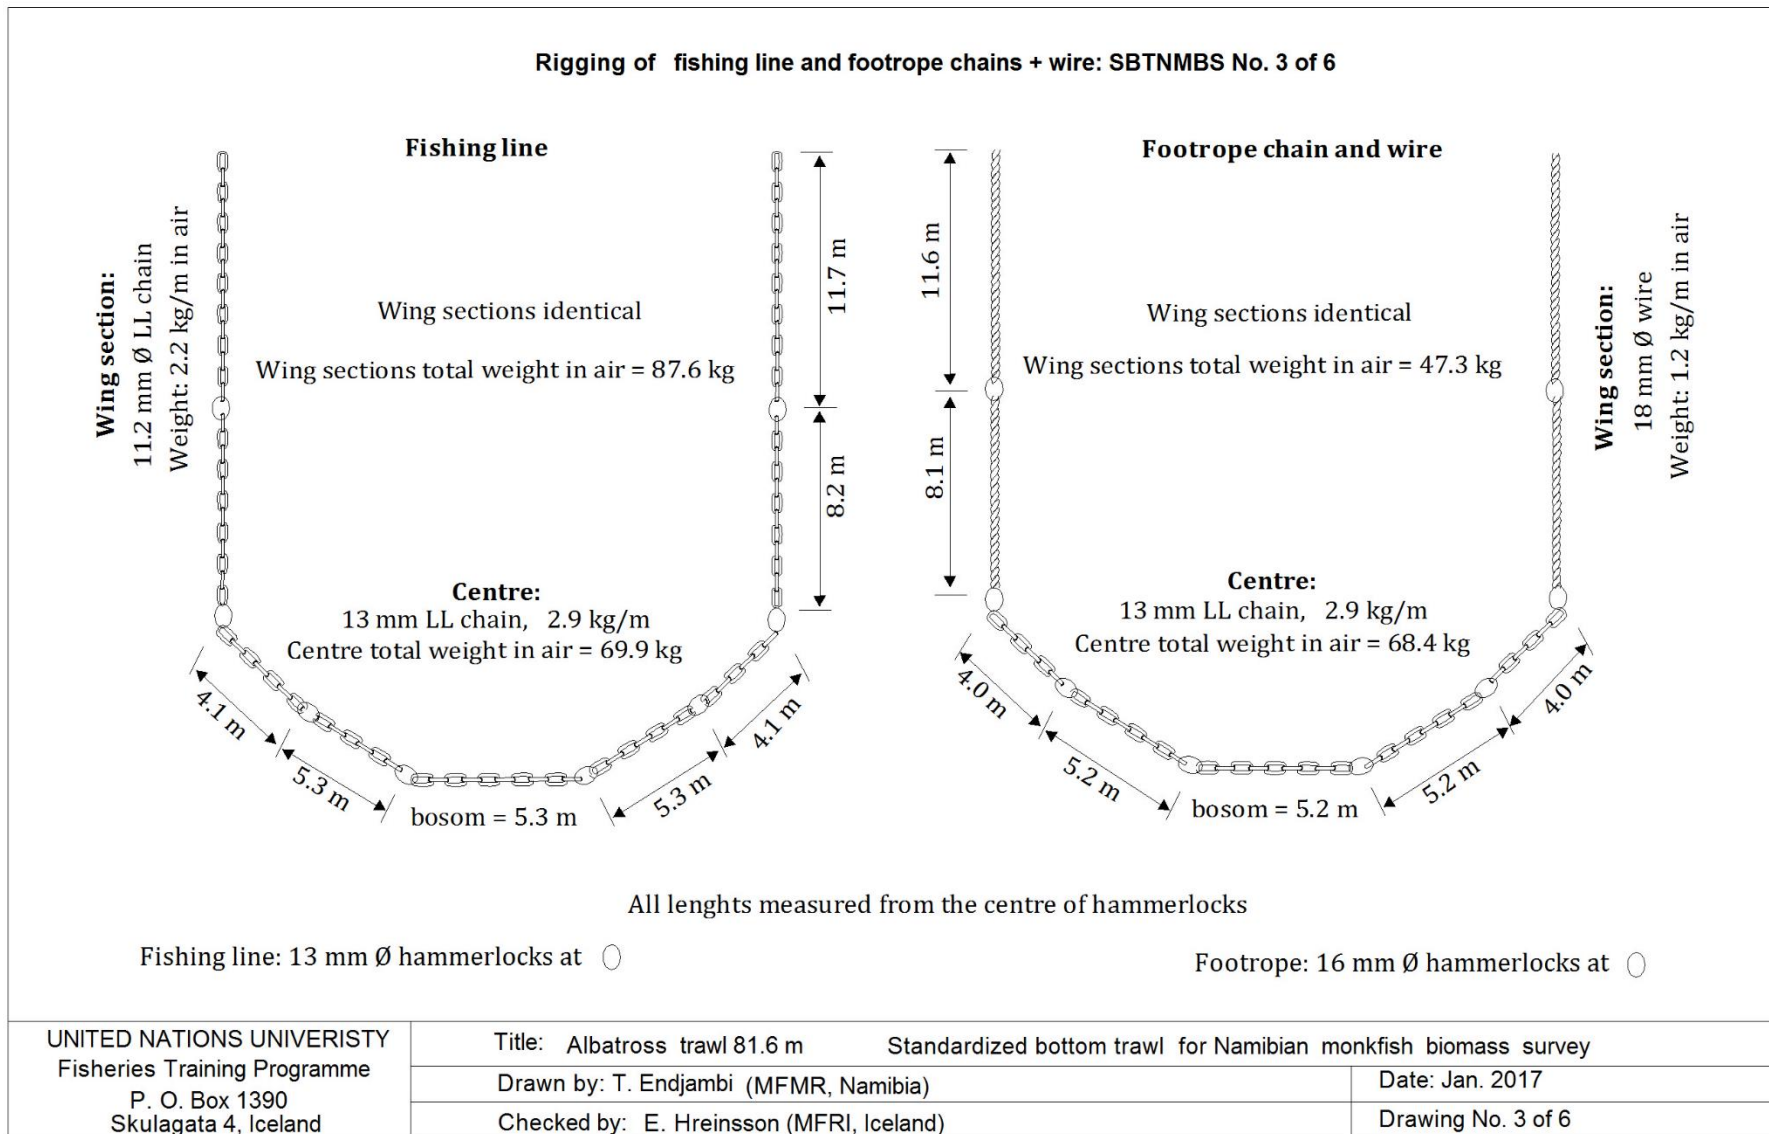 Rigging of fishing line and footrope chains + wire: SBTNMBS No. 3 of 6
Fishing line
Wing section:
11.2 mm Ø LL chain
Weight: 2.2 kg/m in air
Wing sections identical
Wing sections total weight in air = 87.6 kg
11.7 m
8.2 m
Centre:
13 mm LL chain, 2.9 kg/m
Centre total weight in air = 69.9 kg
4.1 m
5.3 m
bosom = 5.3 m
5.3 m
4.1 m
Footrope chain and wire
11.6 m
8.1 m
Wing sections identical
Wing sections total weight in air = 47.3 kg
Wing section:
18 mm Ø wire
Weight: 1.2 kg/m in air
Centre:
13 mm LL chain, 2.9 kg/m
Centre total weight in air = 68.4 kg
4.0 m
5.2 m
bosom = 5.2 m
5.2 m
4.0 m
All lenghts measured from the centre of hammerlocks
Fishing line: 13 mm Ø hammerlocks at
Footrope: 16 mm Ø hammerlocks at
UNITED NATIONS UNIVERISTY
Fisheries Training Programme
P. O. Box 1390
Skulagata 4, Iceland
Title: Albatross trawl 81.6 m Standardized bottom trawl for Namibian monkfish biomass survey
Drawn by: T. Endjambi (MFMR, Namibia)
Date: Jan. 2017
Checked by: E. Hreinsson (MFRI, Iceland)
Drawing No. 3 of 6